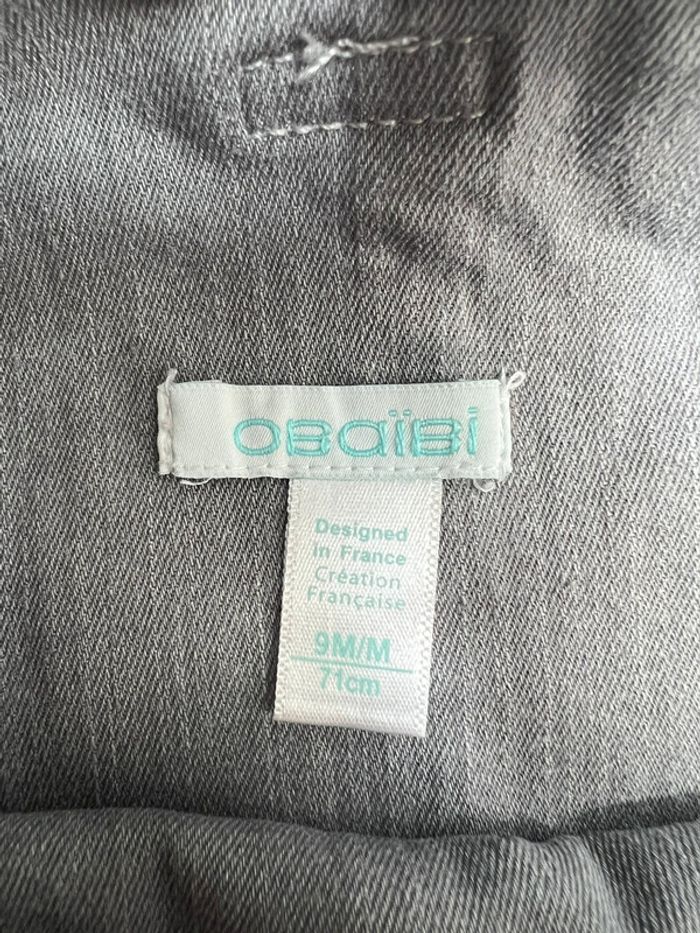 OBAÏBI
Designed
in France
Création
Française
9M/M
71cm